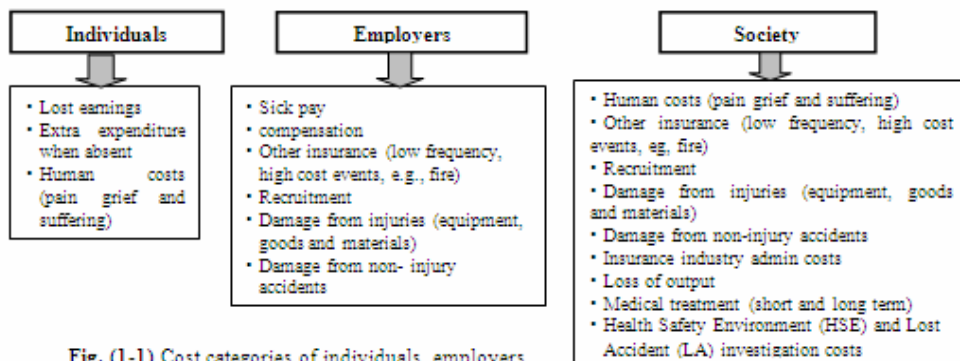 Individuals
• Lost earnings
• Extra expenditure
when absent
• Human costs
(pain grief and
suffering)
Employers
• Sick pay
• compensation
• Other insurance (low frequency,
high cost events, e.g., fire)
• Recruitment
• Damage from injuries (equipment,
goods and materials)
• Damage from non- injury
accidents
Society
• Human costs (pain grief and suffering)
• Other insurance (low frequency, high cost
events, eg, fire)
• Recruitment
• Damage from injuries (equipment, goods
and materials)
• Damage from non-injury accidents
• Insurance industry admin costs
• Loss of output
• Medical treatment (short and long term)
• Health Safety Environment (HSE) and Lost
Accident (LA) investigation costs
Fig. (1-1) Cost categories of individuals, employers